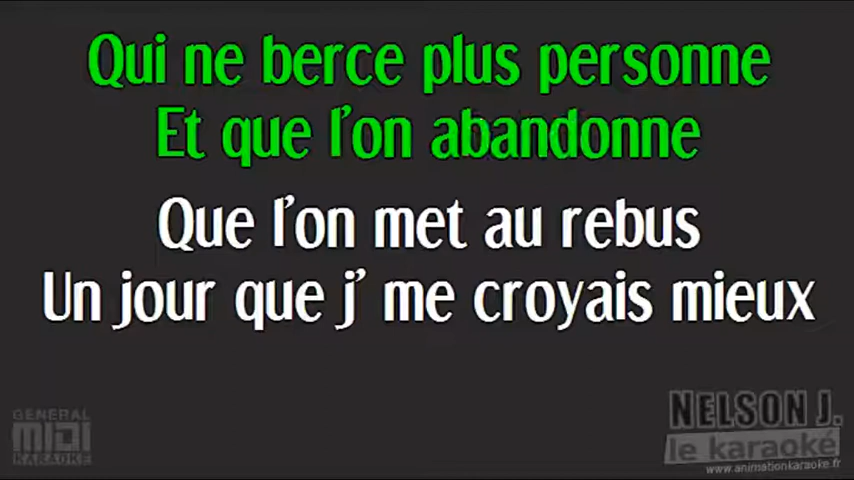 Qui ne berce plus personne
Et que l'on abandonne
Que l'on met au rebus
Un jour que j' me croyais mieux
GENERAL
MIDI
KARAOKE
NELSON J.
le karaoké
www.animationkaraoke.fr